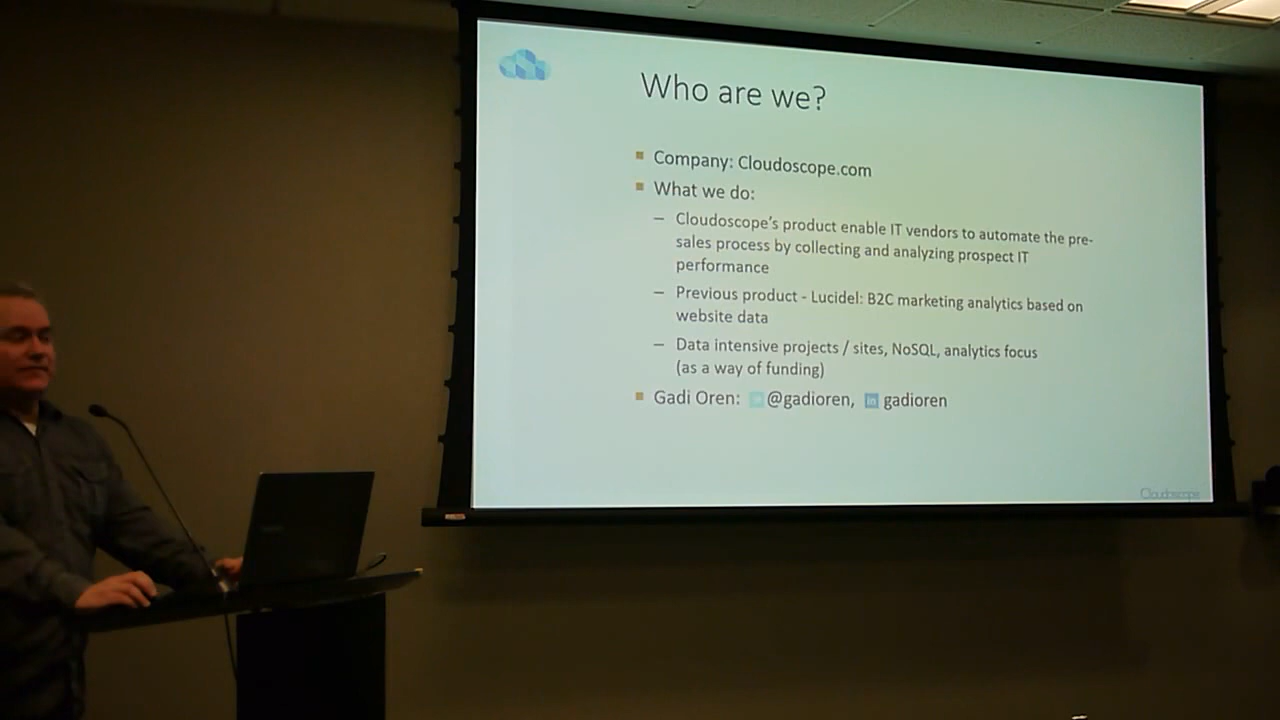 Who are we?
Company: Cloudoscope.com
What we do:
– Cloudoscope's product enable IT vendors to automate the pre-
sales process by collecting and analyzing prospect IT
performance
– Previous product - Lucidel: B2C marketing analytics based on
website data
– Data intensive projects / sites, NoSQL, analytics focus
(as a way of funding)
Gadi Oren: @gadioren, in gadioren
Cloudoscope